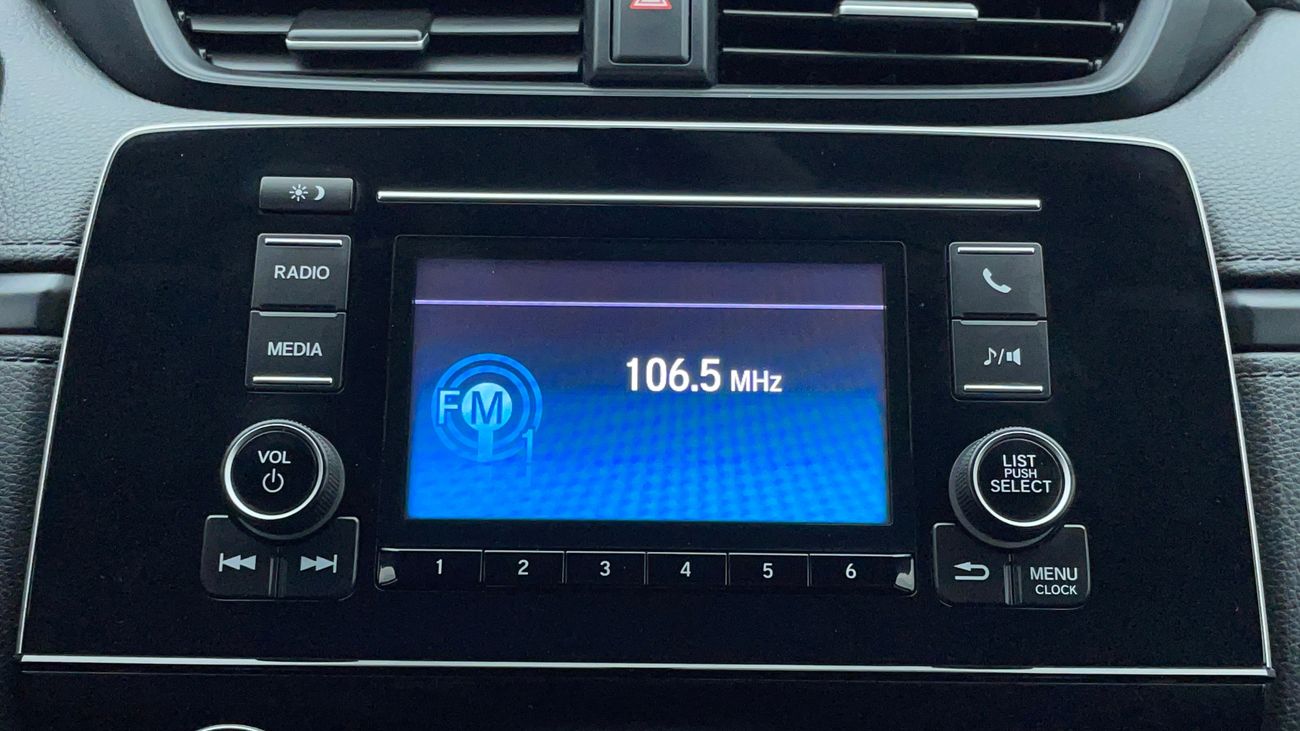 RADIO
MEDIA
VOL
106.5 MHz
FM
1
LIST
PUSH
SELECT
1 2 3 4 5 6
MENU
CLOCK